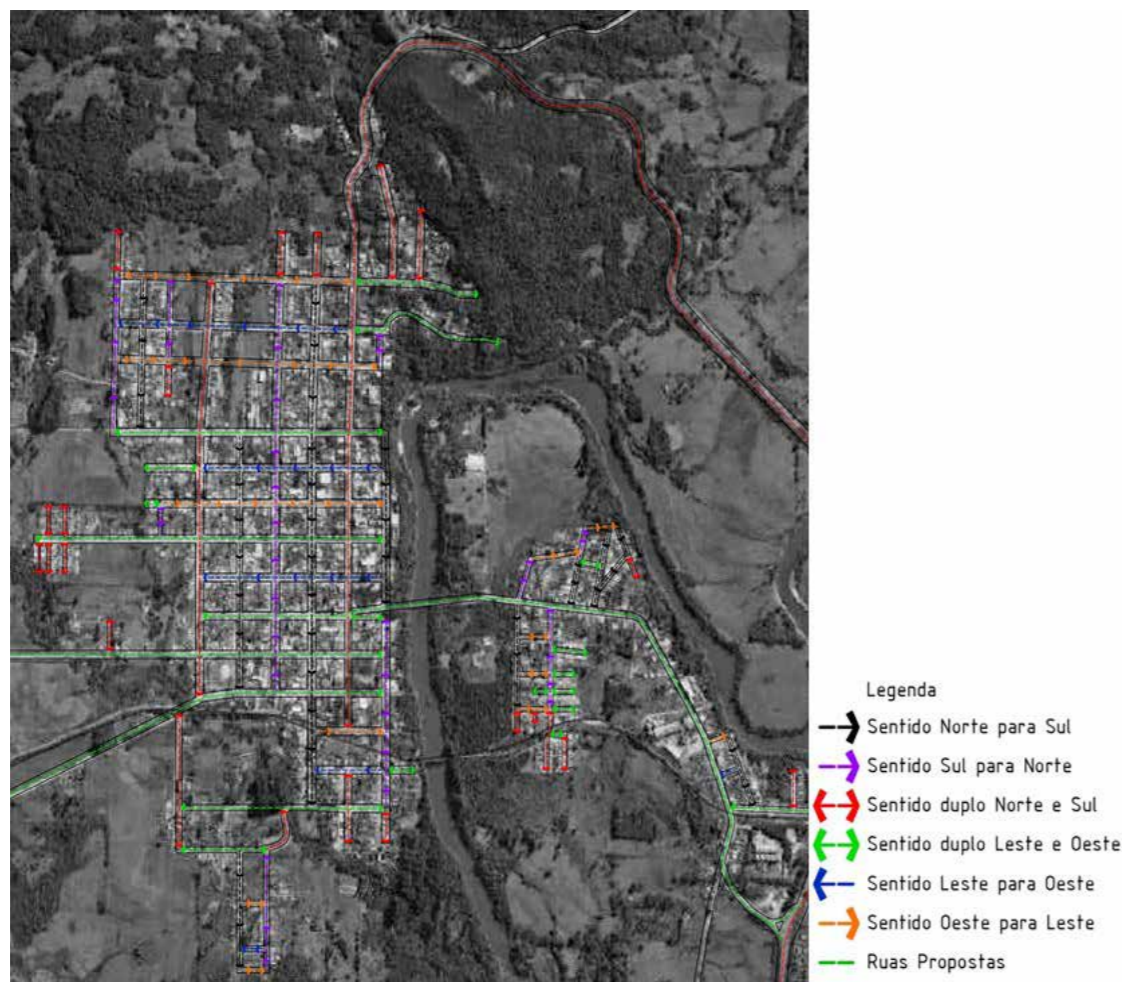 Legenda
Sentido Norte para Sul
Sentido Sul para Norte
Sentido duplo Norte e Sul
Sentido duplo Leste e Oeste
Sentido Leste para Oeste
Sentido Oeste para Leste
Ruas Propostas